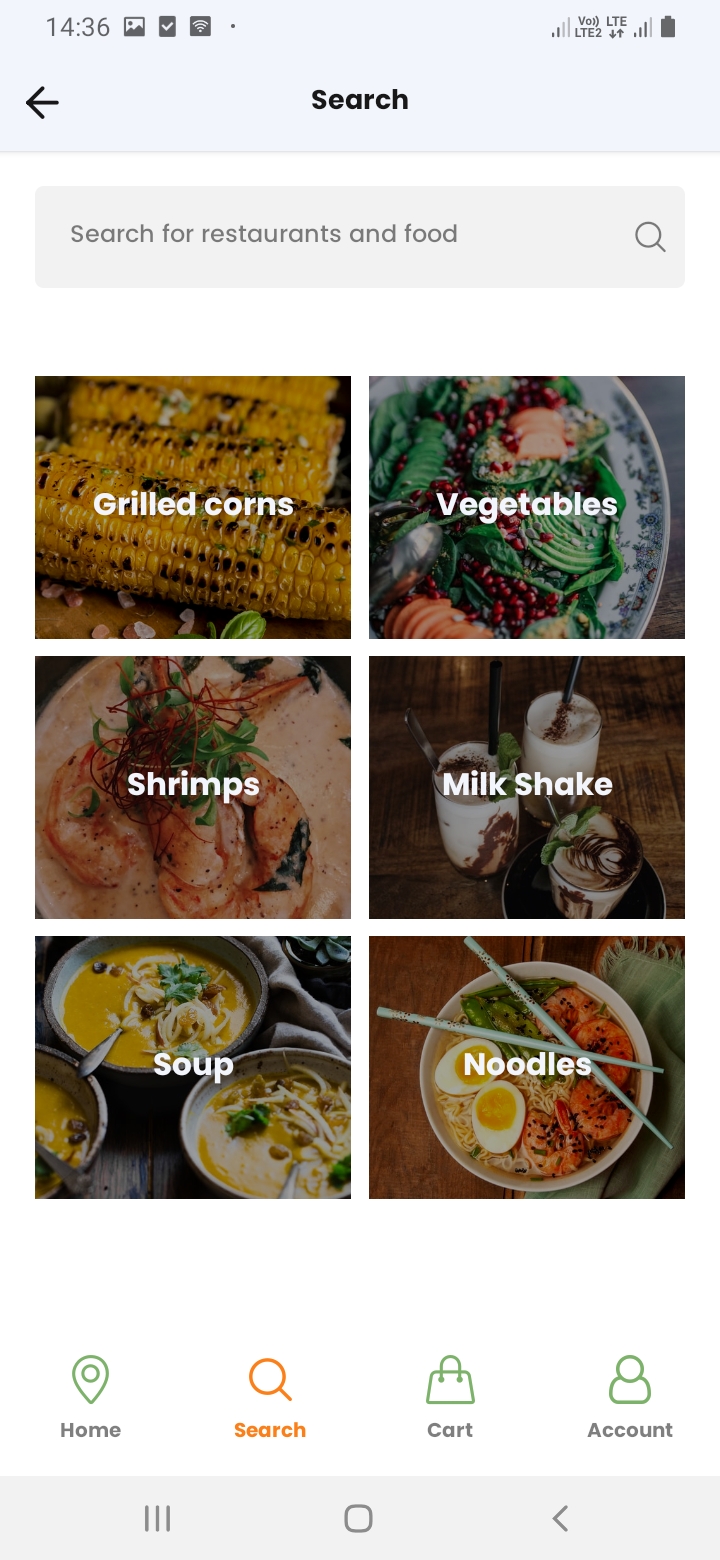 14:36
Vo) LTE
LTE2
Search
Search for restaurants and food
Grilled corns
Vegetables
Shrimps
Milk Shake
Soup
Noodles
Home
Search
Cart
Account